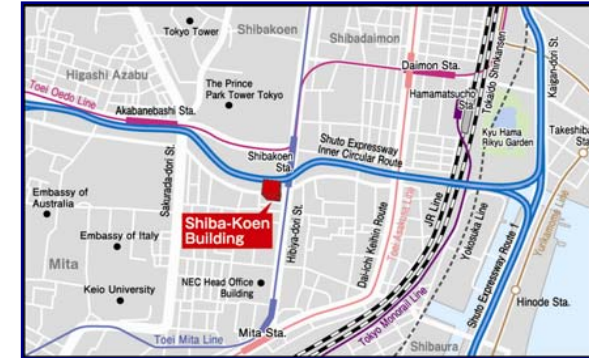 Tokyo Tower
Shibakoen
Shibadaimon
Higashi Azabu
Daimon Sta.
Tokaido Shinkansen
Kaigan-dori St.
The Prince
Park Tower Tokyo
Hamamatsucho
Sta.
Toei Oedo Line
Akabanebashi Sta.
Kyu Hama
Rikyu Garden
Takeshiba
Sta.
Shuto Expressway
Inner Circular Route
Shibakoen
Sta.
Sakurada-dori St.
Embassy of
Australia
Shiba-Koen
Building
Hibiya-dori St.
Dai-ichi Keihin Route
Toei Asakusa Line
JR Line
Yokosuka Line
Yurikamome Line
Embassy of Italy
Mita
Keio University
NEC Head Office
Building
Tokyo Monorail Line
Shuto Expressway Route 1
Hinode Sta.
Toei Mita Line
Mita Sta.
Shibaura